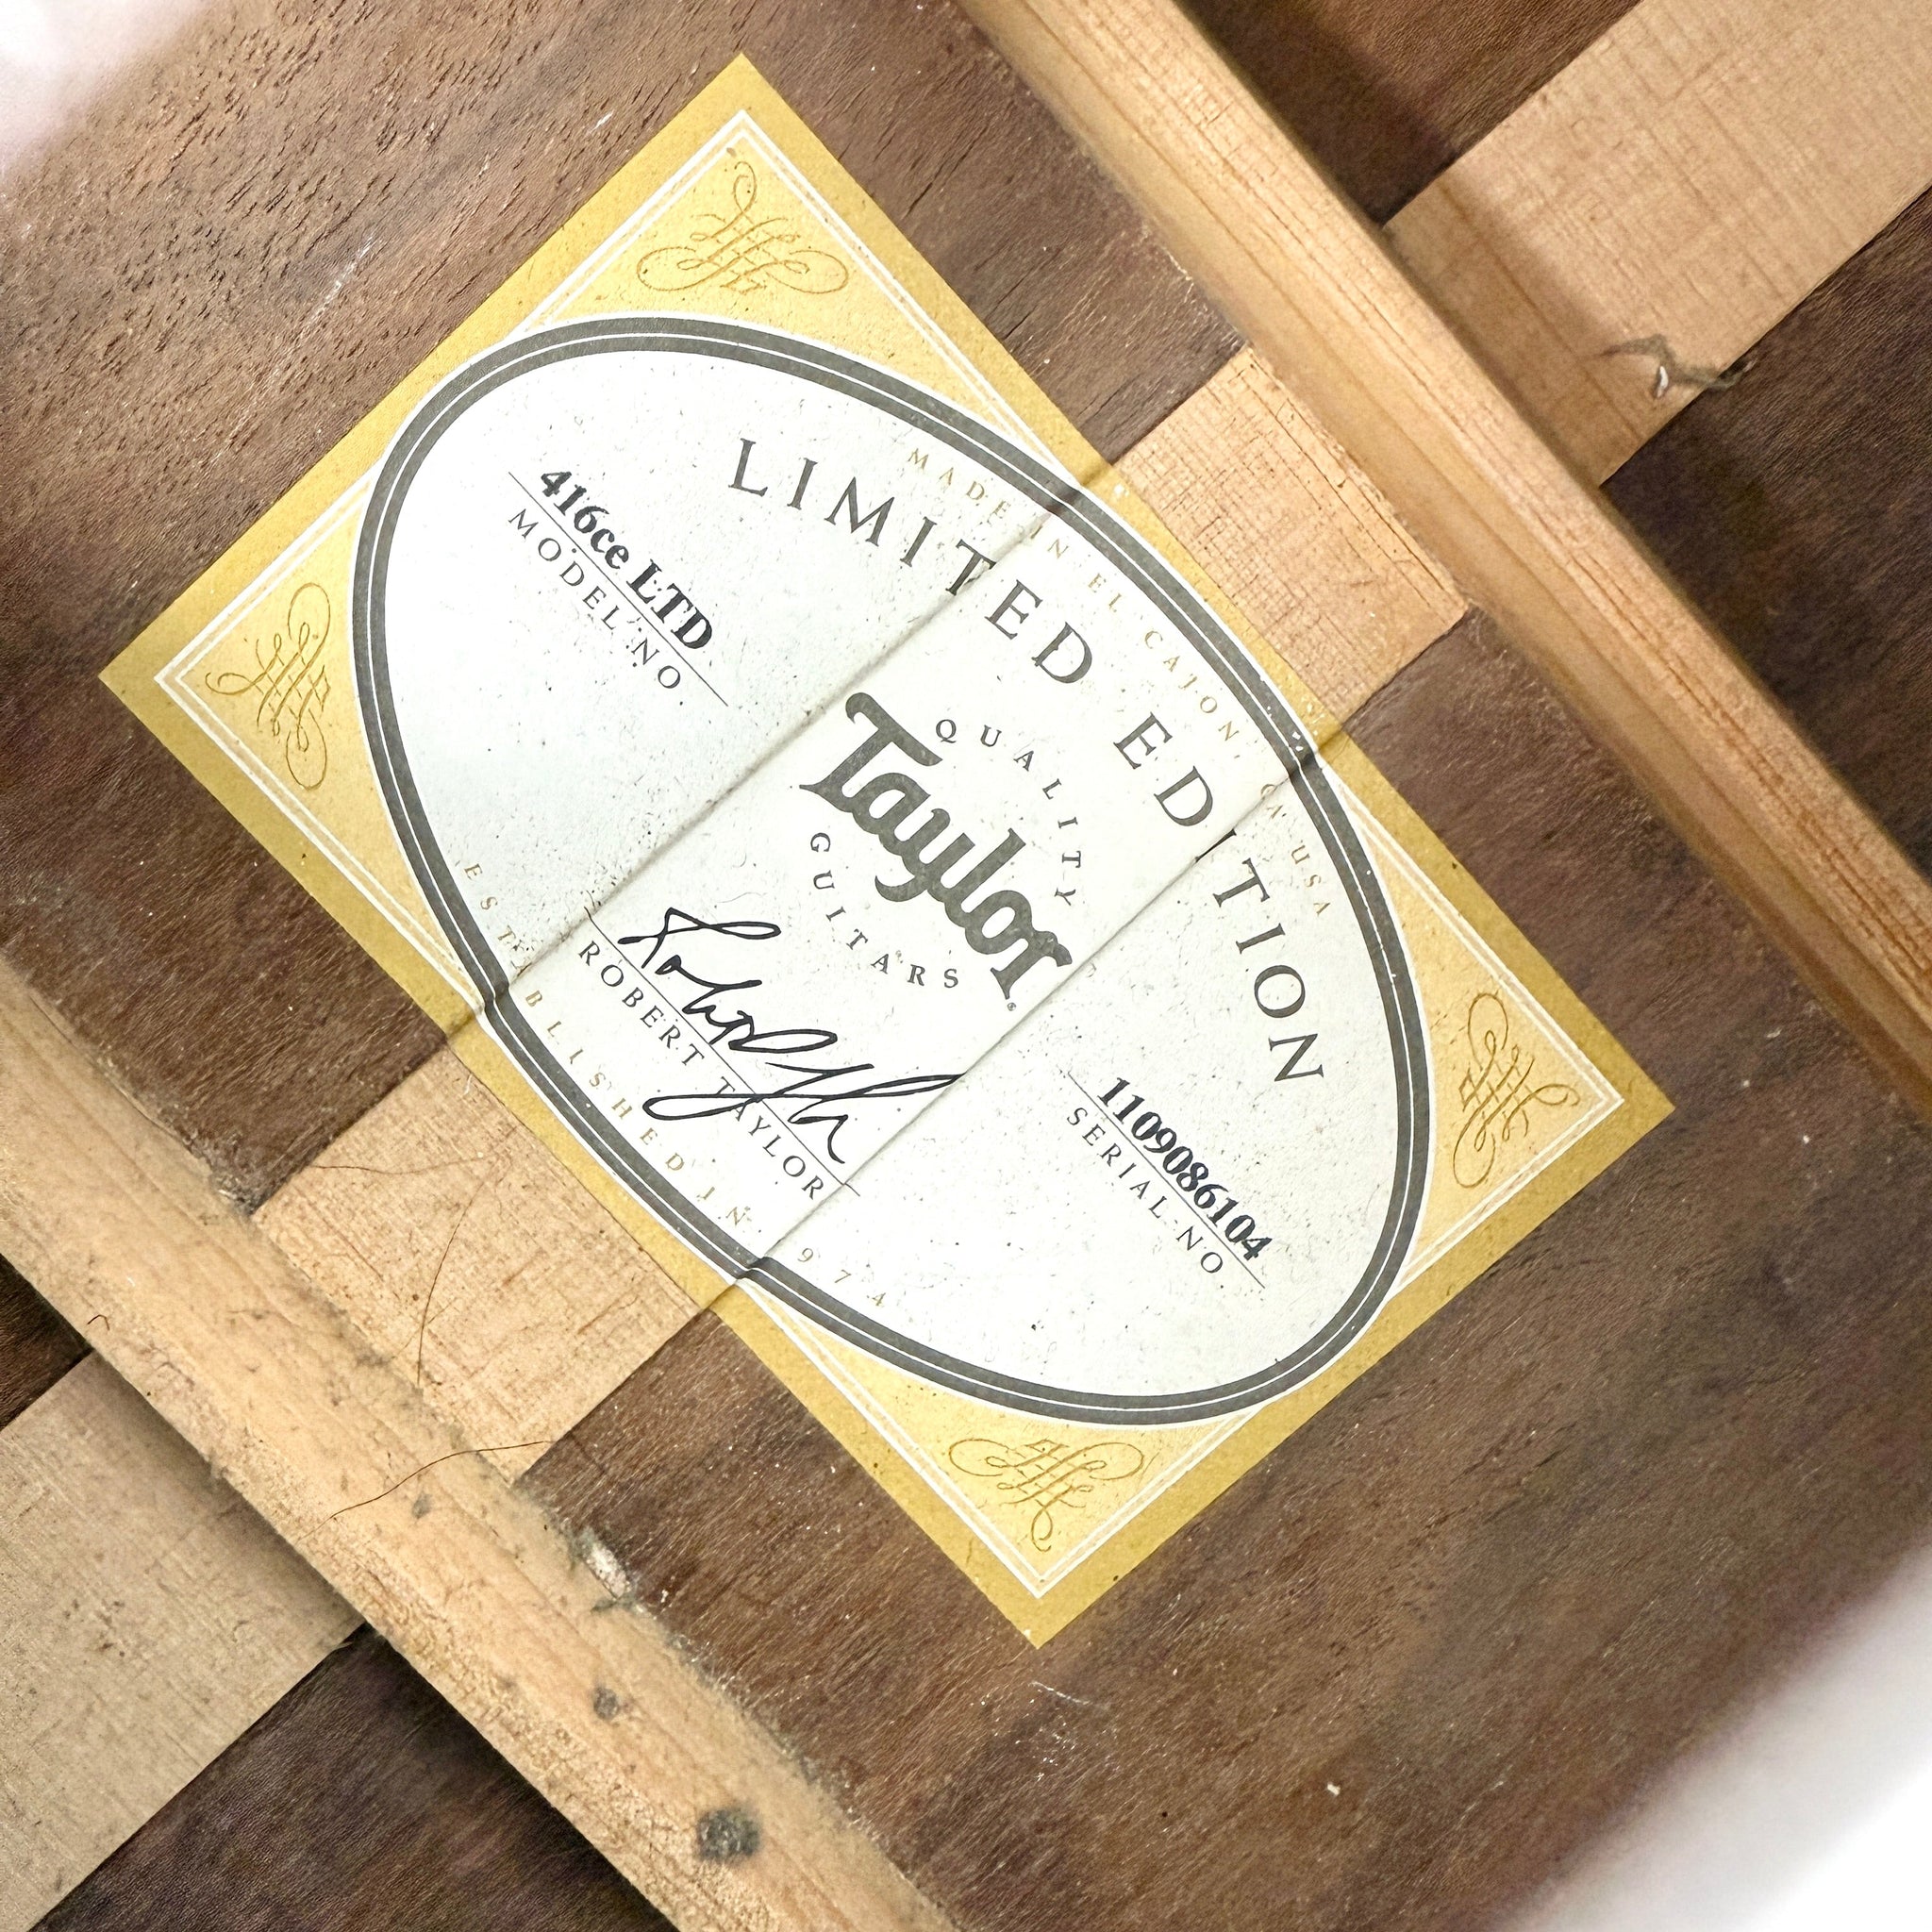 MADE IN EL CAJON, CA USA
LIMITED EDITION
416ce LTD
MODEL NO
QUALITY
Taylor
GUITARS
ROBERT TAYLOR
1109086104
SERIAL NO
ESTABLISHED IN 1974